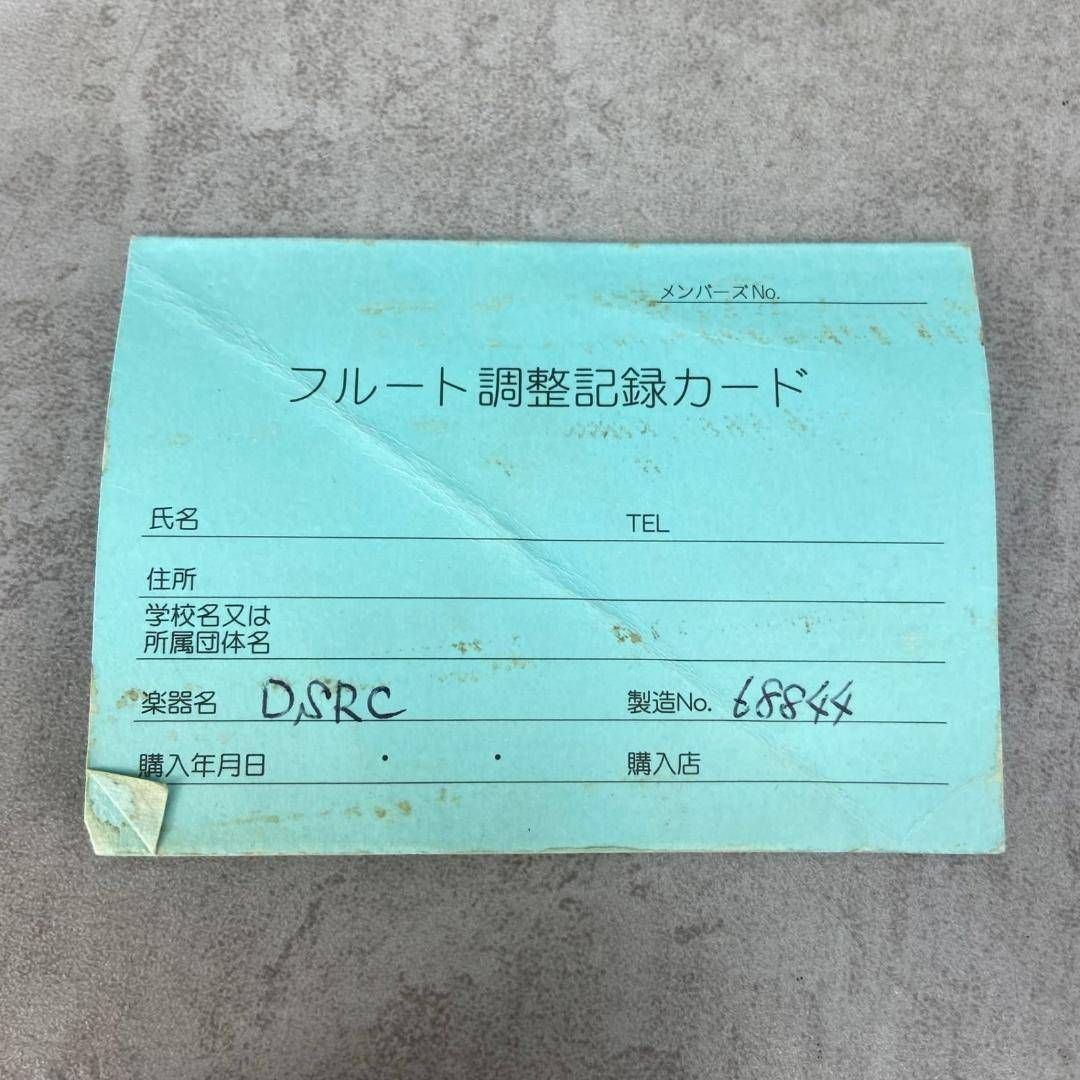 メンバーズNo.
フルート調整記録カード
氏名 TEL
住所
学校名又は
所属団体名
楽器名 DSRC 製造No. 68844
購入年月日 ・ ・ 購入店